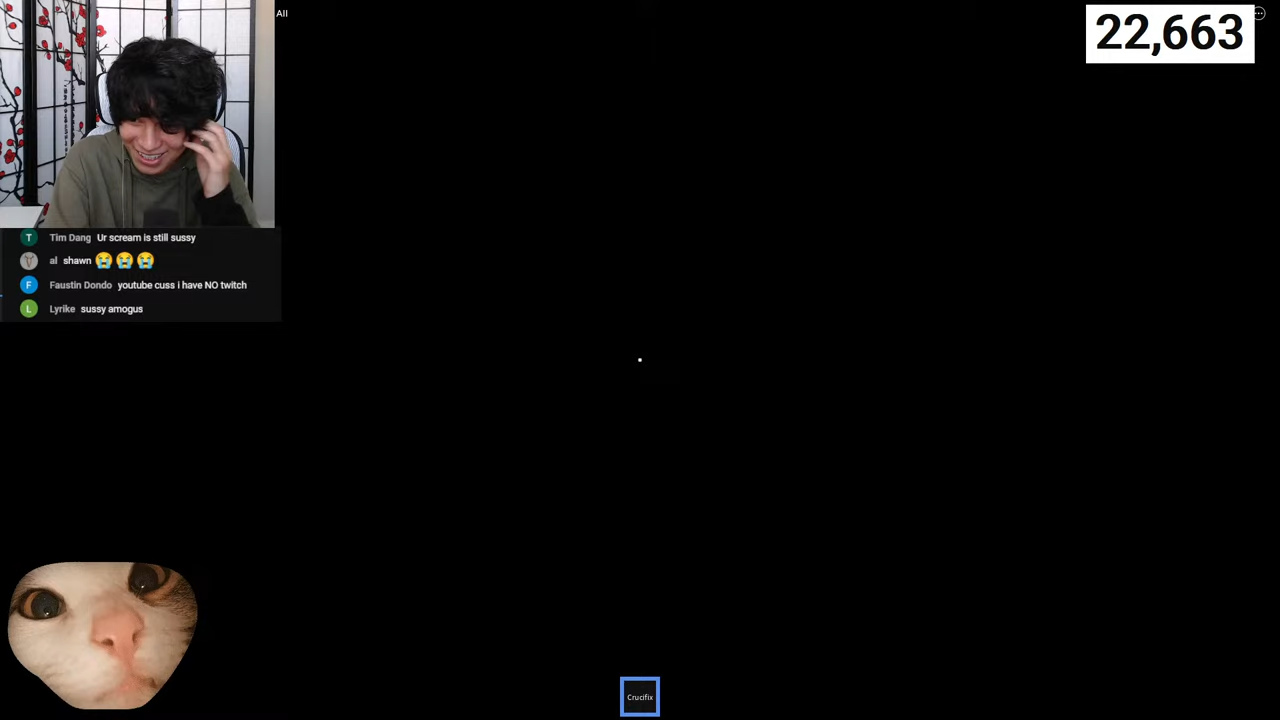 All
22,663
T Tim Dang Ur scream is still sussy
al shawn 😭😭😭
F Faustin Dondo youtube cuss i have NO twitch
L Lyrike sussy amogus
Crucifix